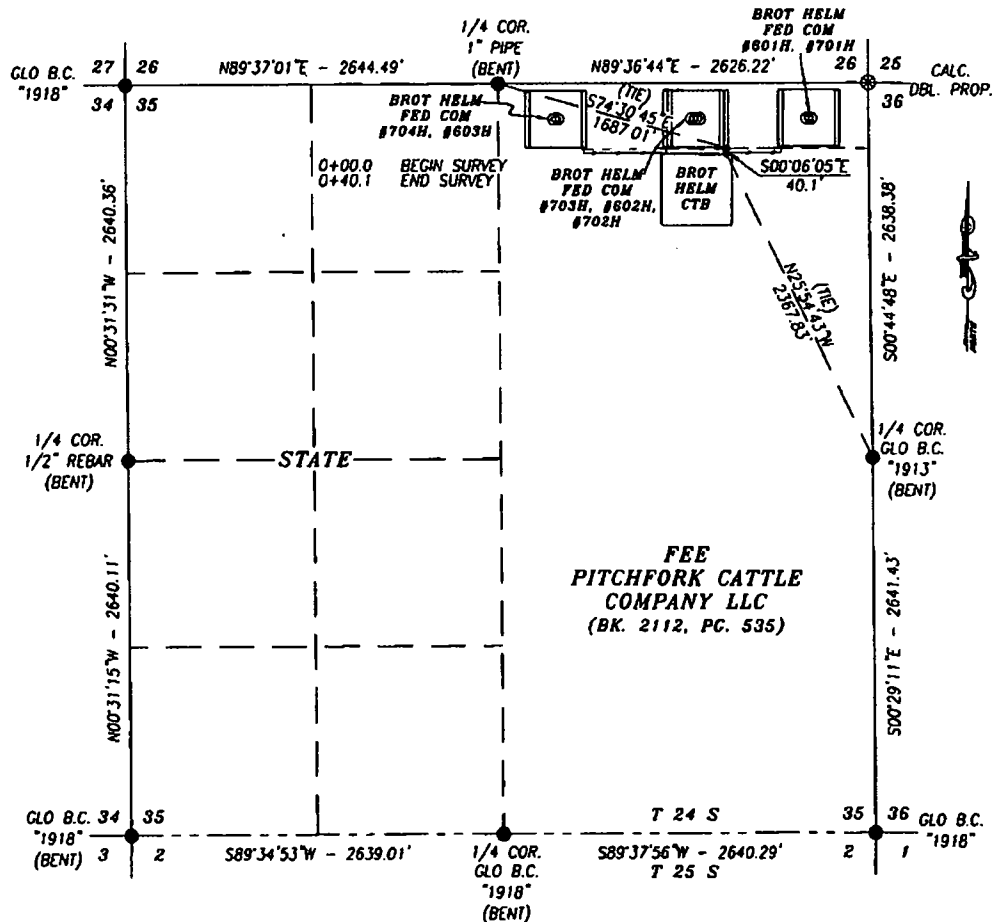 BROT HELM
FED COM
#601H, #701H
1/4 COR.
1" PIPE
(BENT)
GLO B.C.
"1918"
27 26
34 35
N89°37'01"E - 2644.49'
N89°36'44"E - 2626.22'
26 25
36
CALC.
DBL. PROP.
BROT HELM
FED COM
#704H, #603H
(TIE)
S74°30'45"E
1687.01'
0+00.0 BEGIN SURVEY
0+40.1 END SURVEY
BROT HELM
FED COM
#703H, #602H,
#702H
BROT
HELM
CTB
S00°06'05"E
40.1'
N00°31'31"W - 2640.36'
S00°44'48"E - 2638.38'
(TIE)
N25°54'43"W
2367.83'
1/4 COR.
1/2" REBAR
(BENT)
STATE
1/4 COR.
GLO B.C.
"1913"
(BENT)
FEE
PITCHFORK CATTLE
COMPANY LLC
(BK. 2112, PG. 535)
N00°31'15"W - 2640.11'
S00°29'11"E - 2641.43'
GLO B.C.
"1918"
(BENT)
34 35
3 2
S89°34'53"W - 2639.01'
1/4 COR.
GLO B.C.
"1918"
(BENT)
T 24 S
S89°37'56"W - 2640.29'
T 25 S
35 36
2 1
GLO B.C.
"1918"